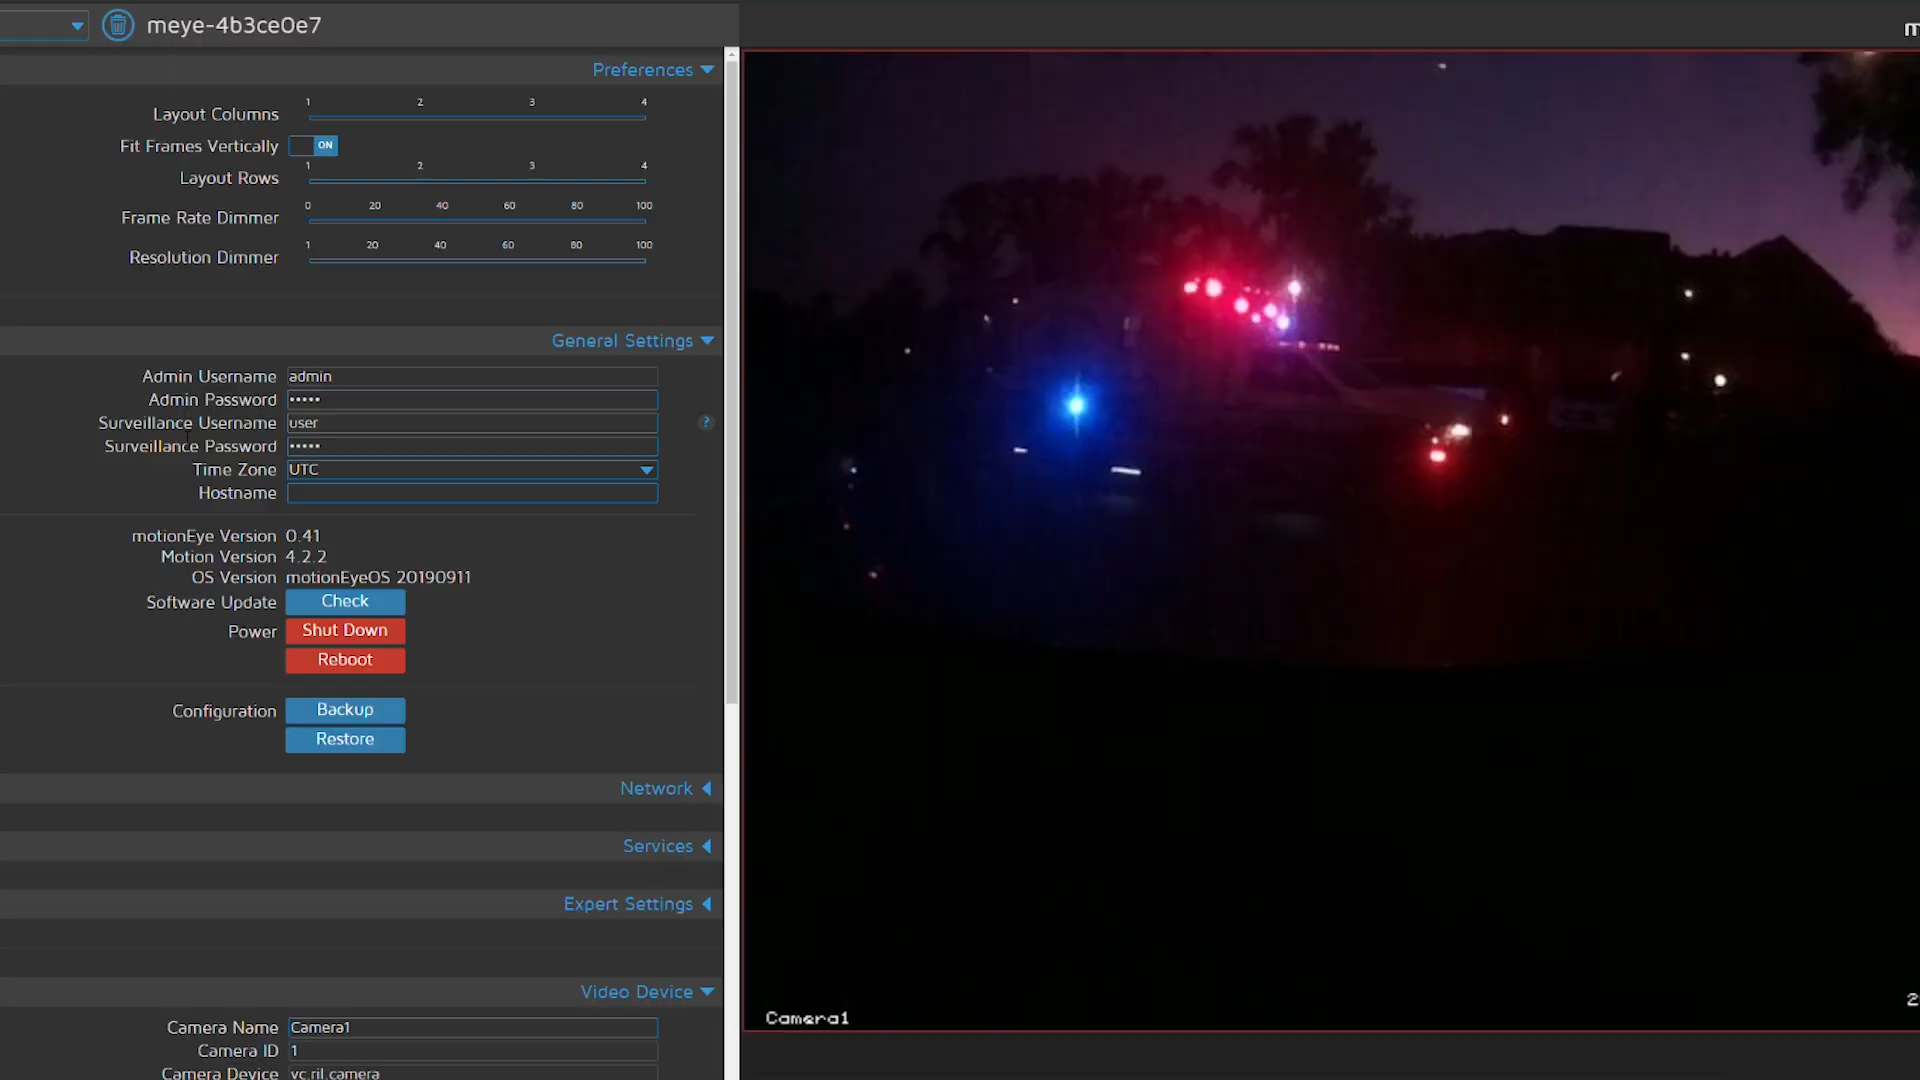 meye-4b3ce0e7
Preferences
Layout Columns 1 2 3 4
Fit Frames Vertically ON
Layout Rows 1 2 3 4
Frame Rate Dimmer 0 20 40 60 80 100
Resolution Dimmer 1 20 40 60 80 100
General Settings
Admin Username admin
Admin Password •••••
Surveillance Username user ?
Surveillance Password •••••
Time Zone UTC
Hostname
motionEye Version 0.41
Motion Version 4.2.2
OS Version motionEyeOS 20190911
Software Update Check
Power Shut Down
Reboot
Configuration Backup
Restore
Network
Services
Expert Settings
Video Device
Camera Name Camera1
Camera ID 1
Camera Device vc.ril.camera
Camera1